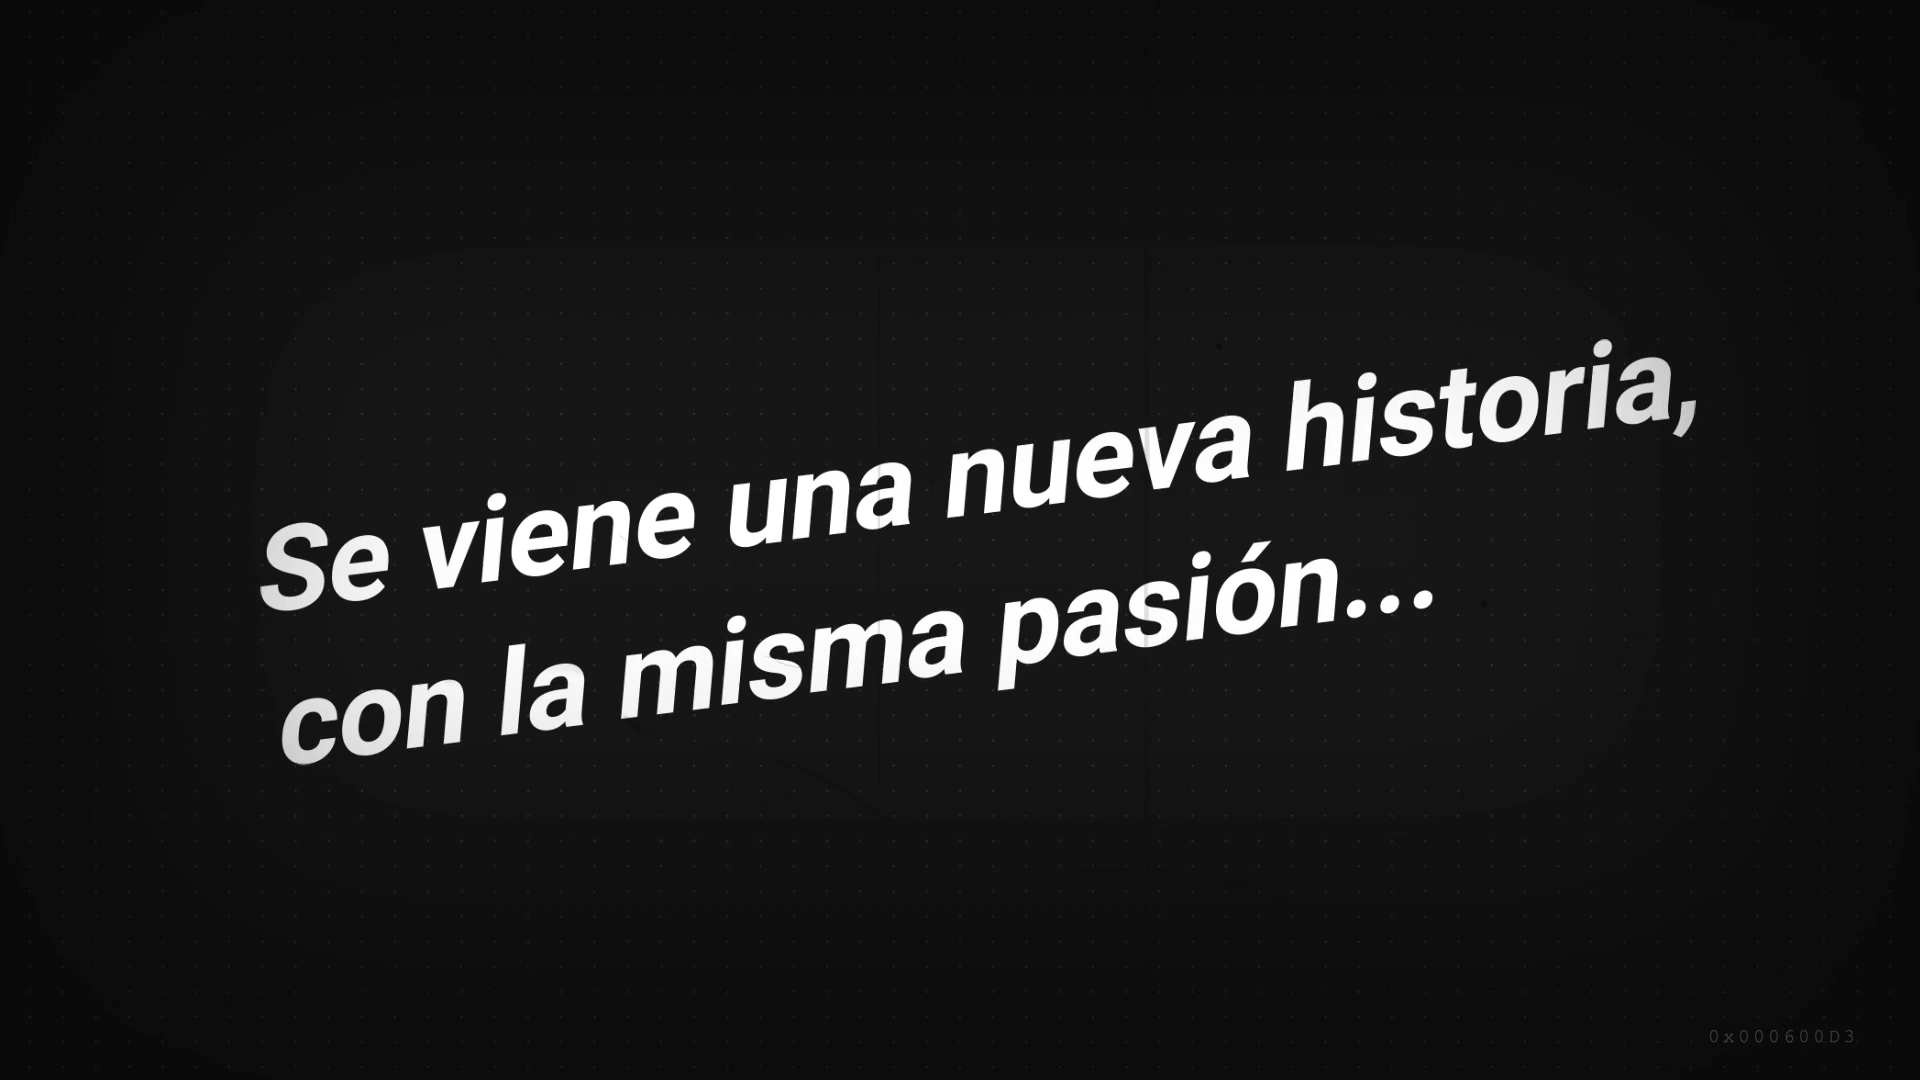 Se viene una nueva historia,
con la misma pasión...
0x000600D3